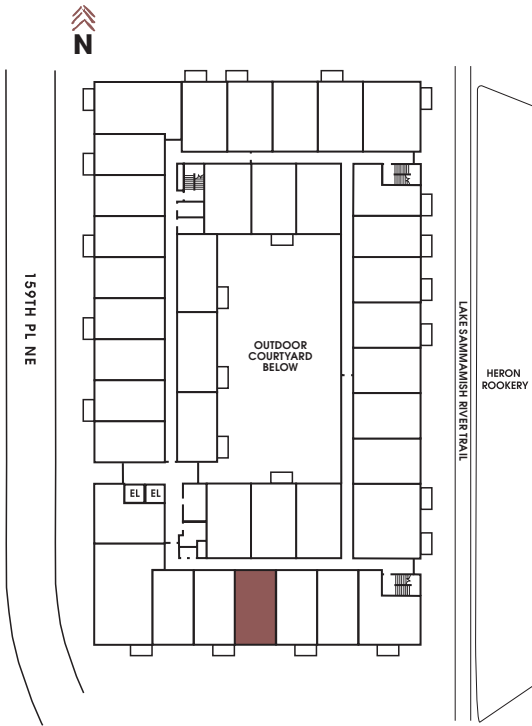 N
159TH PL NE
OUTDOOR
COURTYARD
BELOW
LAKE SAMMAMISH RIVER TRAIL
HERON
ROOKERY
EL EL